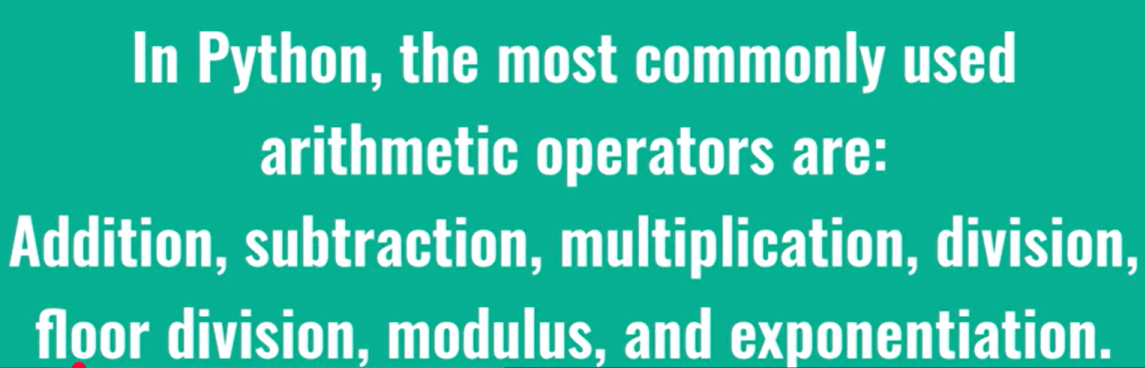 In Python, the most commonly used
arithmetic operators are:
Addition, subtraction, multiplication, division,
floor division, modulus, and exponentiation.